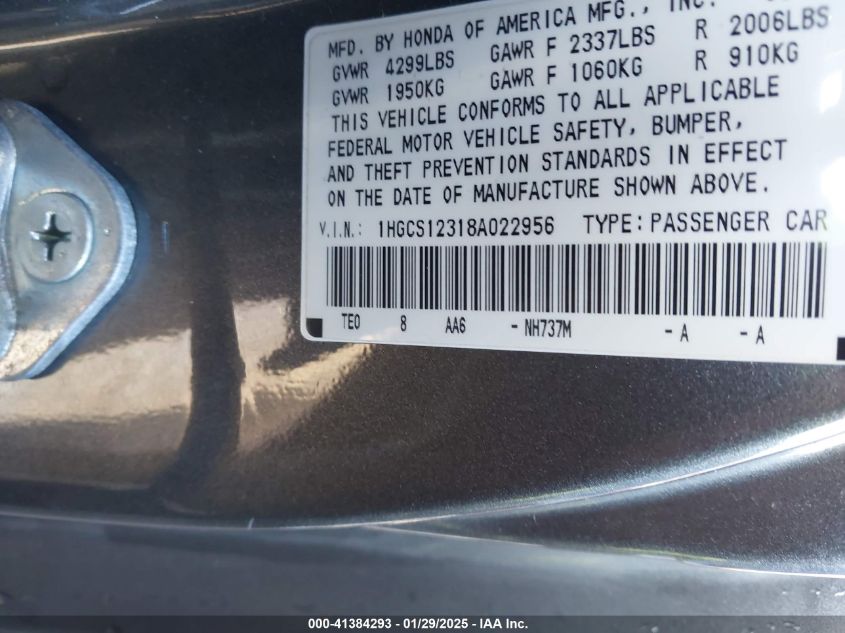 MFD. BY HONDA OF AMERICA MFG., INC.
GVWR 4299LBS GAWR F 2337LBS R 2006LBS
GVWR 1950KG GAWR F 1060KG R 910KG
THIS VEHICLE CONFORMS TO ALL APPLICABLE
FEDERAL MOTOR VEHICLE SAFETY, BUMPER,
AND THEFT PREVENTION STANDARDS IN EFFECT
ON THE DATE OF MANUFACTURE SHOWN ABOVE.
V.I.N.: 1HGCS12318A022956 TYPE: PASSENGER CAR
TE0 8 AA6 - NH737M - A - A
000-41384293 - 01/29/2025 - IAA Inc.